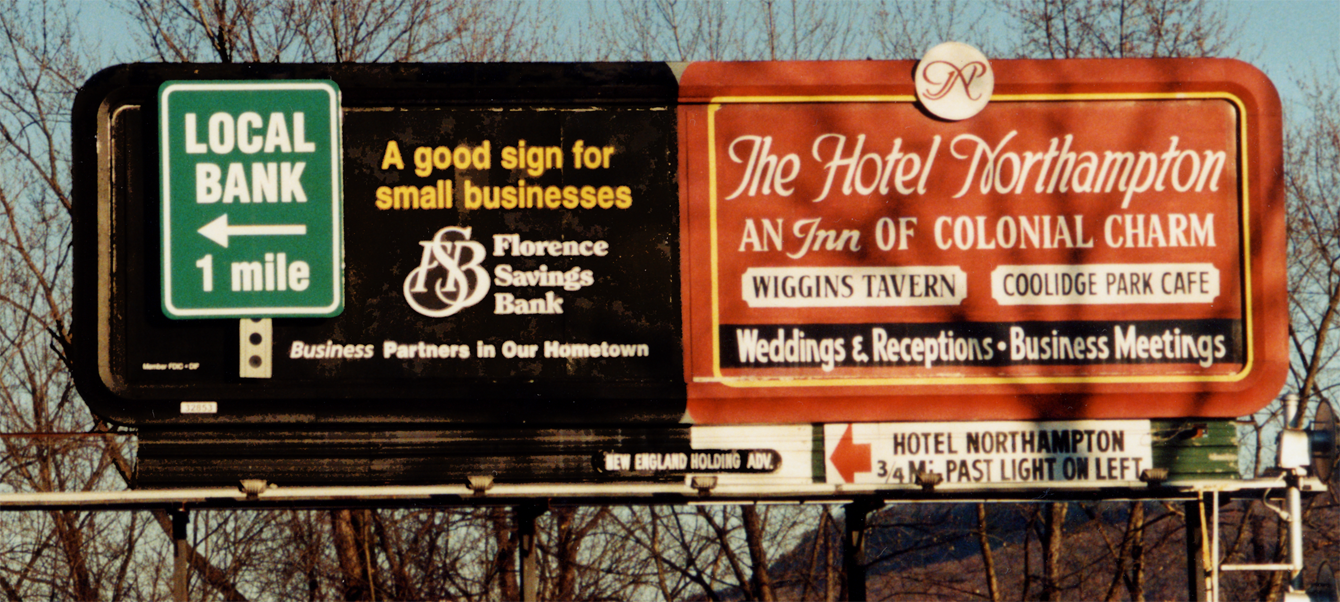 LOCAL
BANK
1 mile
A good sign for
small businesses
FSB
Florence
Savings
Bank
Business Partners in Our Hometown
Member FDIC • DIF
32853
N
The Hotel Northampton
AN Inn OF COLONIAL CHARM
WIGGINS TAVERN
COOLIDGE PARK CAFE
Weddings & Receptions • Business Meetings
NEW ENGLAND HOLDING ADV.
HOTEL NORTHAMPTON
3/4 Mi. PAST LIGHT ON LEFT